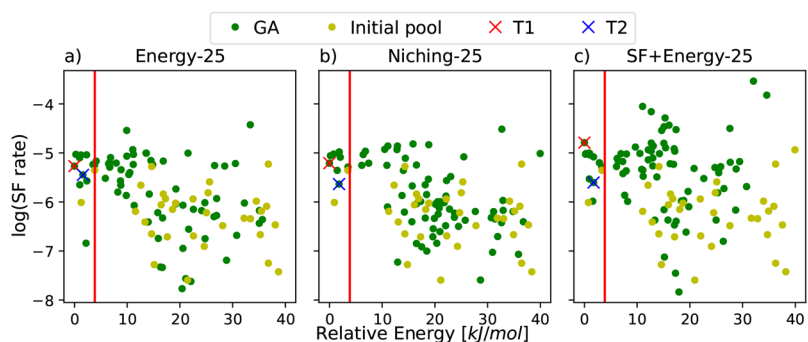 GA Initial pool T1 T2
a) Energy-25 b) Niching-25 c) SF+Energy-25
log(SF rate)
−4
−5
−6
−7
−8
0 10 20 30 40 0 10 20 30 40 0 10 20 30 40
Relative Energy [kJ/mol]